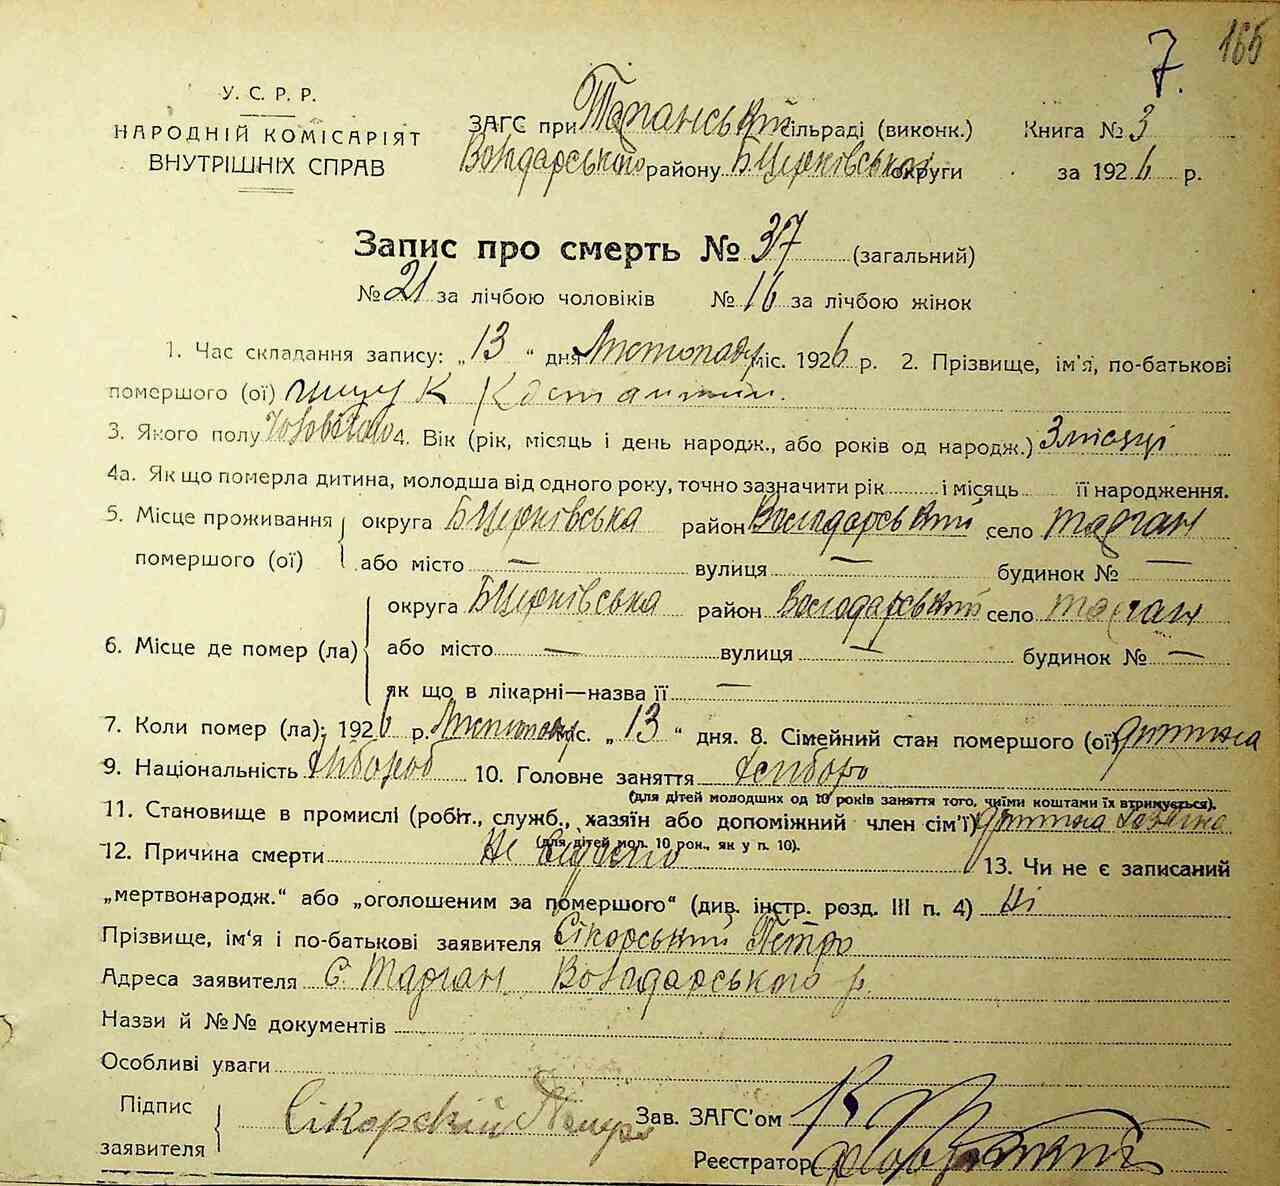 165
7.
У. С. Р. Р.
НАРОДНІЙ КОМІСАРІЯТ
ВНУТРІШНІХ СПРАВ
ЗАГС при сільраді (виконк.) Книга № 3
району Б Церківської округи за 1926 р.
Запис про смерть № 37 (загальний)
№ 21 за лічбою чоловіків № 16 за лічбою жінок
1. Час складання запису: „13“ дня Листопаду міс. 1926 р. 2. Прізвище, ім'я, по-батькові
помершого (ої) Костантин.
3. Якого полу 4. Вік (рік, місяць і день народж., або років од народж.) 3 місяці
4а. Як що померла дитина, молодша від одного року, точно зазначити рік і місяць її народження.
5. Місце проживання округа Б Церківська район Володарський село Тарган
помершого (ої) або місто — вулиця — будинок № —
округа Б Церківська район Володарський село Тарган
6. Місце де помер (ла) або місто — вулиця — будинок № —
як що в лікарні—назва її —
7. Коли помер (ла): 1926 р. Листопаду міс. „13“ дня. 8. Сімейний стан помершого (ої) дитина
9. Національність 10. Головне заняття хлібороб
(для дітей молодших од 10 років заняття того, чиїми коштами їх втримується).
11. Становище в промислі (робіт., служб., хазяїн або допоміжний член сім'ї) дитина
(для дітей мол. 10 рок., як у п. 10).
12. Причина смерти Не відомо 13. Чи не є записаний
„мертвонародж.“ або „оголошеним за помершого“ (див. інстр. розд. III п. 4) Ні
Прізвище, ім'я і по-батькові заявителя Сікорський Петро
Адреса заявителя С. Тарган Володарського р.
Назви й №№ документів
Особливі уваги
Підпис заявителя Сікорскій Петро
Зав. ЗАГС'ом
Реєстратор